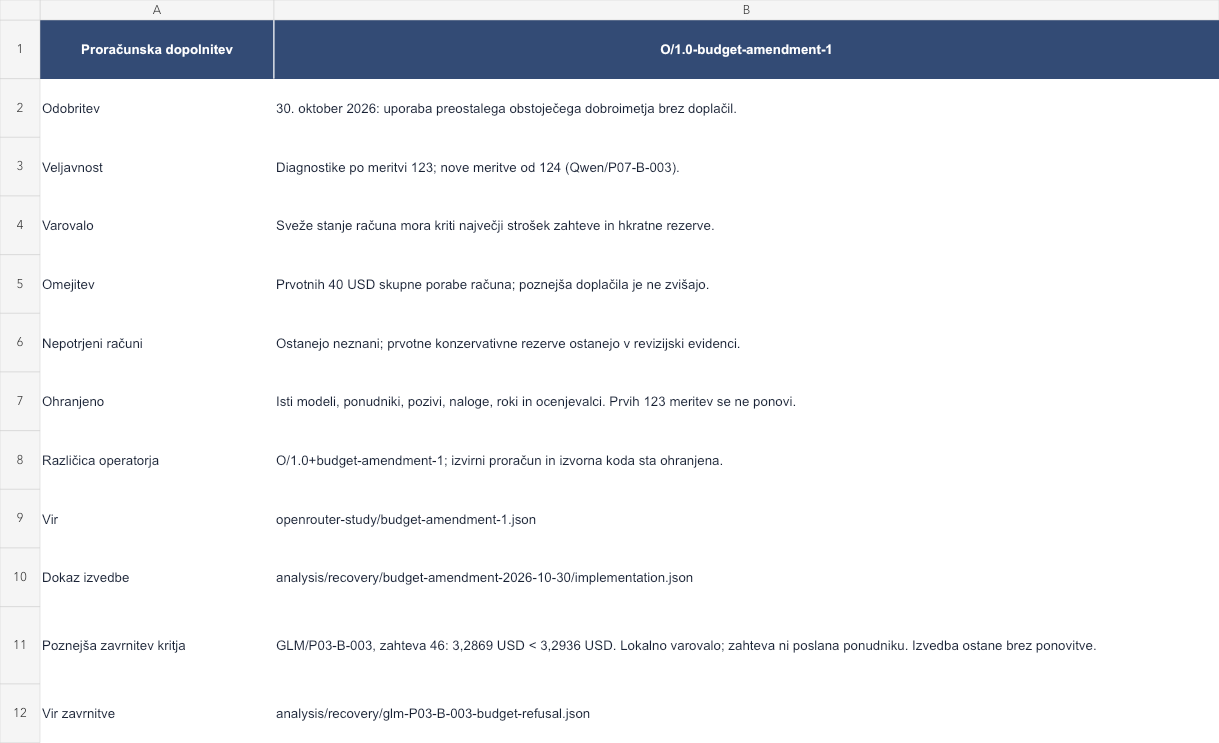 A B
1 Proračunska dopolnitev O/1.0-budget-amendment-1
2 Odobritev 30. oktober 2026: uporaba preostalega obstoječega dobroimetja brez doplačil.
3 Veljavnost Diagnostike po meritvi 123; nove meritve od 124 (Qwen/P07-B-003).
4 Varovalo Sveže stanje računa mora kriti največji strošek zahteve in hkratne rezerve.
5 Omejitev Prvotnih 40 USD skupne porabe računa; poznejša doplačila je ne zvišajo.
6 Nepotrjeni računi Ostanejo neznani; prvotne konzervativne rezerve ostanejo v revizijski evidenci.
7 Ohranjeno Isti modeli, ponudniki, pozivi, naloge, roki in ocenjevalci. Prvih 123 meritev se ne ponovi.
8 Različica operatorja O/1.0+budget-amendment-1; izvirni proračun in izvorna koda sta ohranjena.
9 Vir openrouter-study/budget-amendment-1.json
10 Dokaz izvedbe analysis/recovery/budget-amendment-2026-10-30/implementation.json
11 Poznejša zavrnitev kritja GLM/P03-B-003, zahteva 46: 3,2869 USD < 3,2936 USD. Lokalno varovalo; zahteva ni poslana ponudniku. Izvedba ostane brez ponovitve.
12 Vir zavrnitve analysis/recovery/glm-P03-B-003-budget-refusal.json